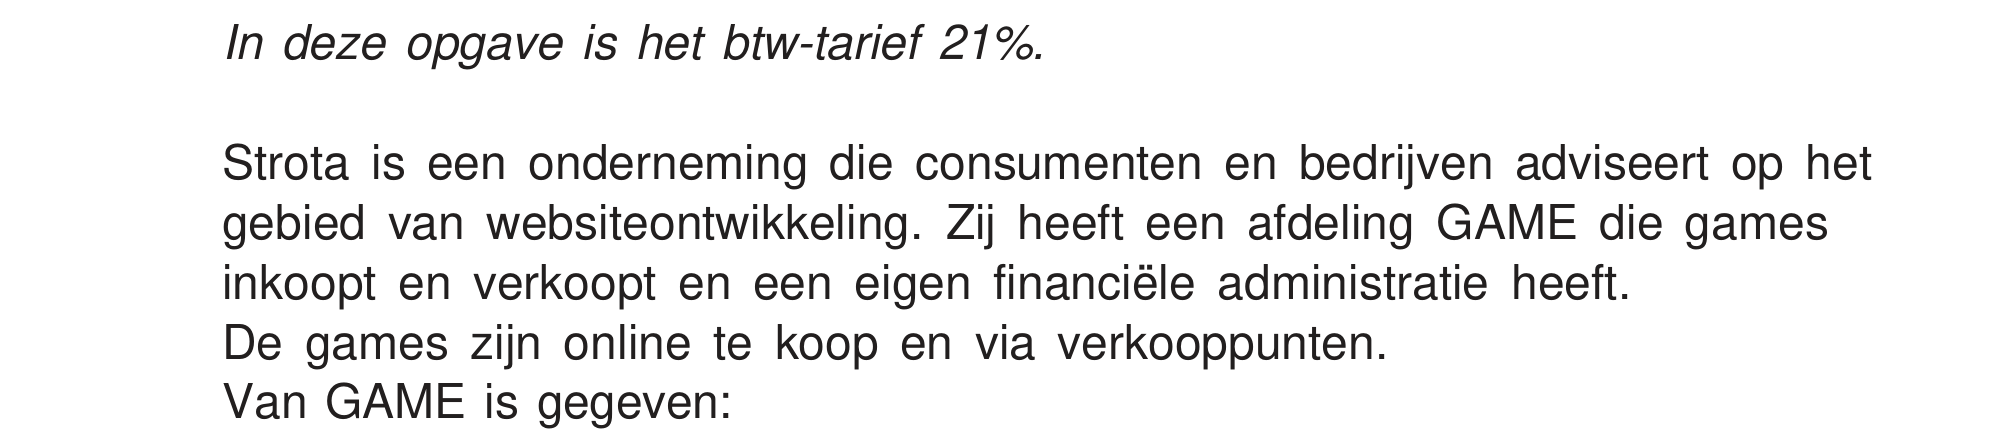 In deze opgave is het btw-tarief 21%.
Strota is een onderneming die consumenten en bedrijven adviseert op het
gebied van websiteontwikkeling. Zij heeft een afdeling GAME die games
inkoopt en verkoopt en een eigen financiële administratie heeft.
De games zijn online te koop en via verkooppunten.
Van GAME is gegeven: